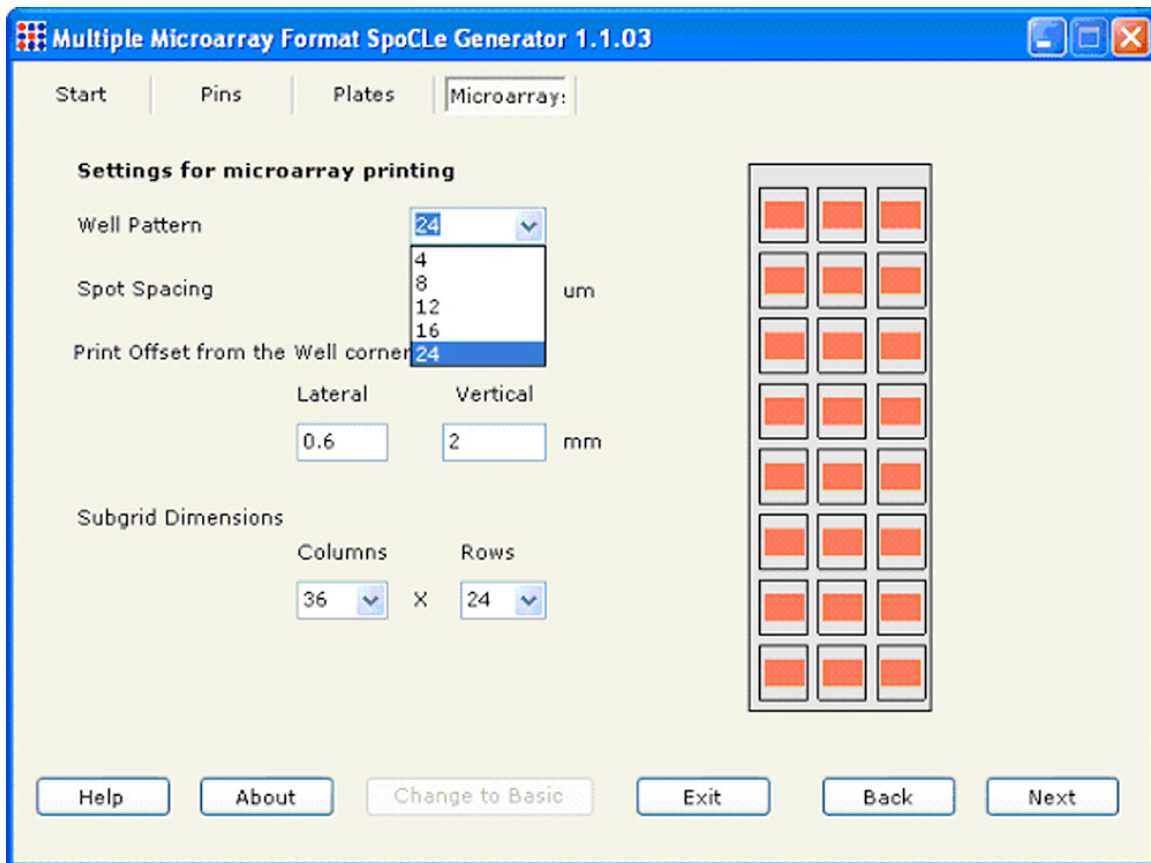 Multiple Microarray Format SpoCLe Generator 1.1.03
Start Pins Plates Microarray:
Settings for microarray printing
Well Pattern 24
4
8
Spot Spacing um
12
16
Print Offset from the Well corner 24
Lateral Vertical
0.6 2 mm
Subgrid Dimensions
Columns Rows
36 X 24
Help About Change to Basic Exit Back Next